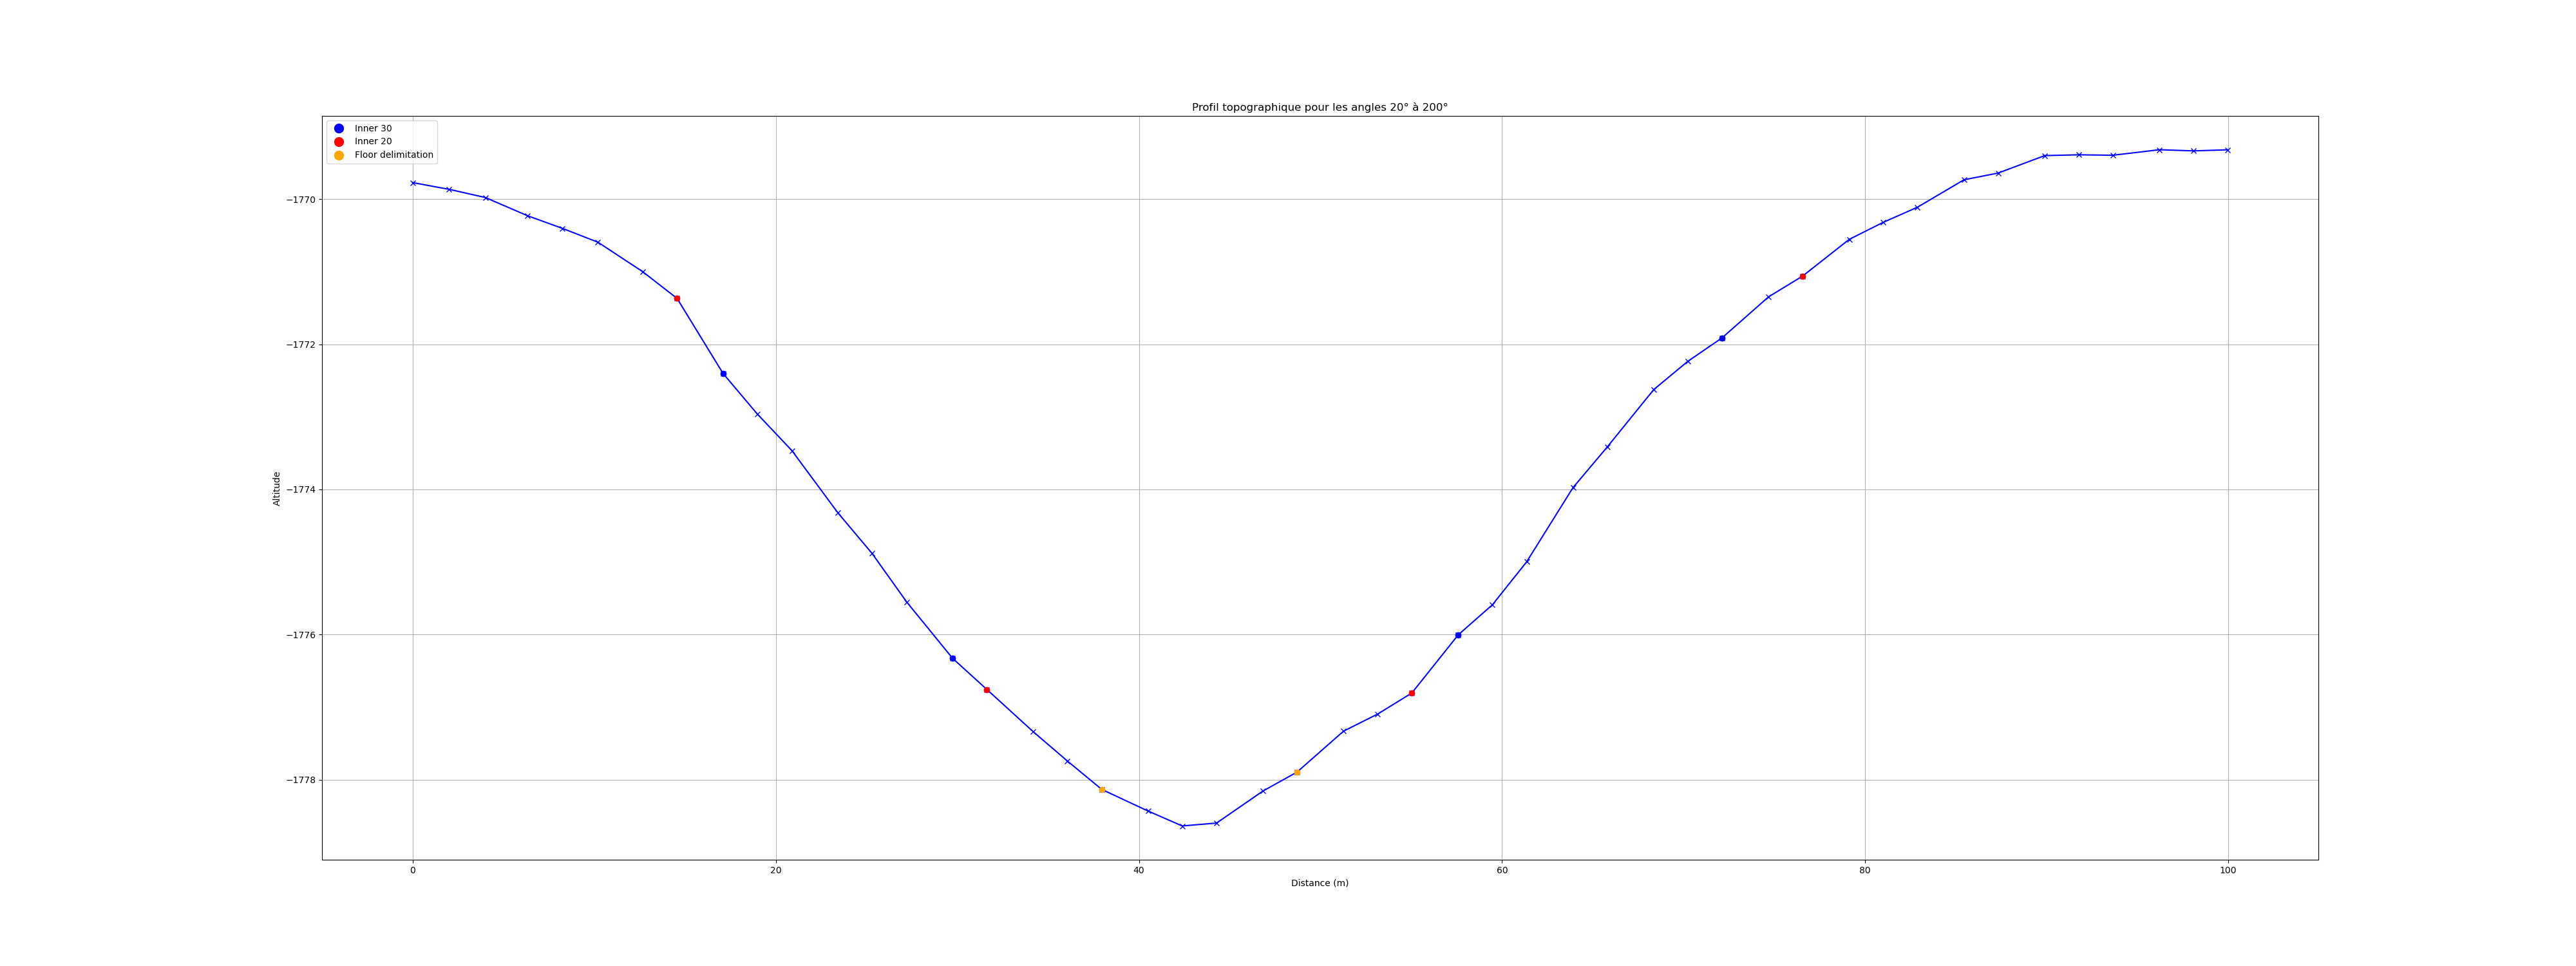 Profil topographique pour les angles 20° à 200°
Inner 30
Inner 20
Floor delimitation
−1770
−1772
−1774
−1776
−1778
Altitude
0 20 40 60 80 100
Distance (m)